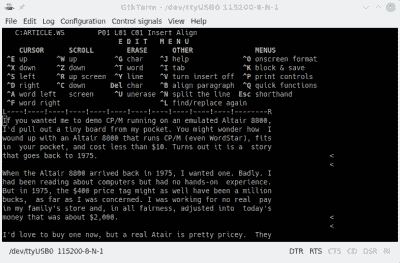 GtkTerm - /dev/ttyUSB0 115200-8-N-1
File Edit Log Configuration Control signals View Help
C:ARTICLE.WS P01 L01 C01 Insert Align
E D I T M E N U
CURSOR SCROLL ERASE OTHER MENUS
^E up ^W up ^G char ^J help ^O onscreen format
^X down ^Z down ^T word ^I tab ^K block & save
^S left ^R up screen ^Y line ^V turn insert off ^P print controls
^D right ^C down Del char ^B align paragraph ^Q quick functions
^A word left screen ^U unerase ^N split the line Esc shorthand
^F word right ^L find/replace again
L----!----!----!----!----!----!----!----!----!----!----!--------R
If you wanted me to demo CP/M running on an emulated Altair 8800,
I'd pull out a tiny board from my pocket. You might wonder how I
wound up with an Altair 8800 that runs CP/M (even WordStar), fits
in your pocket, and cost less than $10. Turns out it is a story
that goes back to 1975. <
<
When the Altair 8800 arrived back in 1975, I wanted one. Badly. I
had been reading about computers but had no hands-on experience.
But in 1975, the $400 price tag might as well have been a million
bucks, as far as I was concerned. I was working for no real pay
in my family's store and, in all fairness, adjusted into today's
money that was about $2,000. <
<
I'd love to buy one now, but a real Atair is pretty pricey. They
/dev/ttyUSB0 115200-8-N-1 DTR RTS CTS CD DSR RI